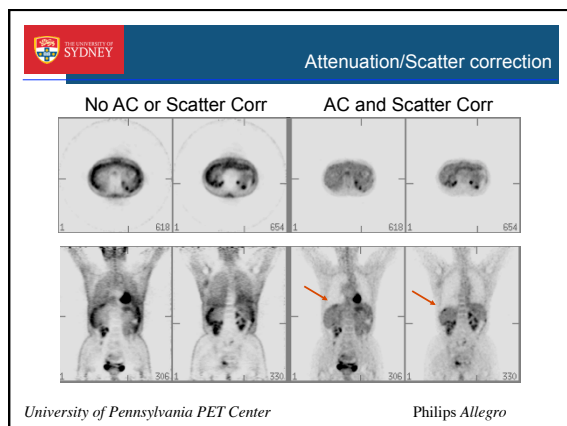 THE UNIVERSITY OF
SYDNEY
Attenuation/Scatter correction
No AC or Scatter Corr
AC and Scatter Corr
1 618
1 654
1 618
1 654
1 306
1 330
1 306
1 330
University of Pennsylvania PET Center
Philips Allegro